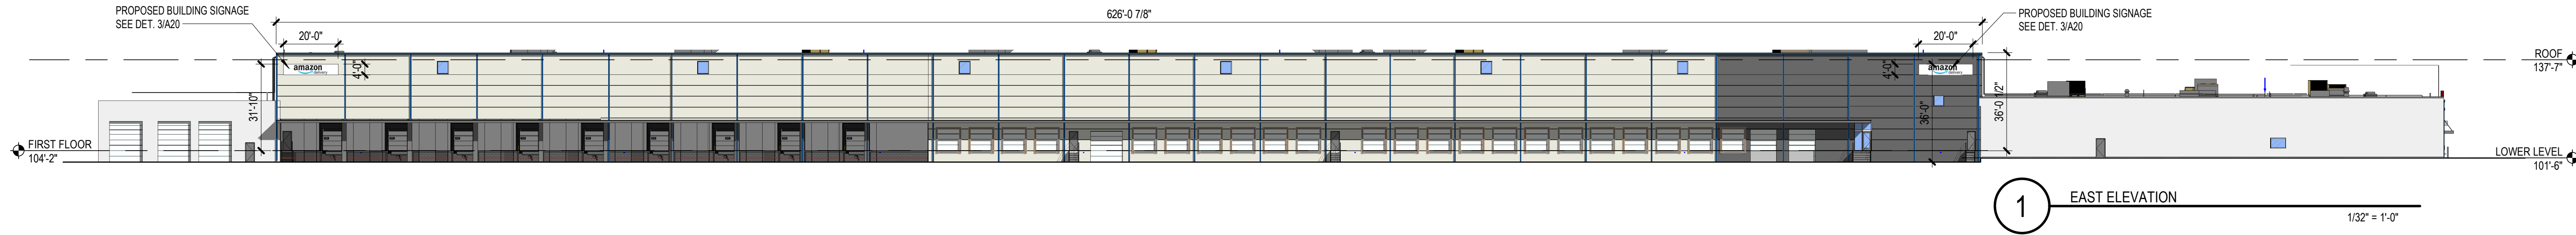 PROPOSED BUILDING SIGNAGE
SEE DET. 3/A20
626'-0 7/8"
PROPOSED BUILDING SIGNAGE
SEE DET. 3/A20
20'-0"
20'-0"
amazon
delivery
4'-0"
31'-10"
amazon
delivery
4'-0"
36'-0"
36'-0 1/2"
ROOF
137'-7"
FIRST FLOOR
104'-2"
LOWER LEVEL
101'-6"
1
EAST ELEVATION
1/32" = 1'-0"